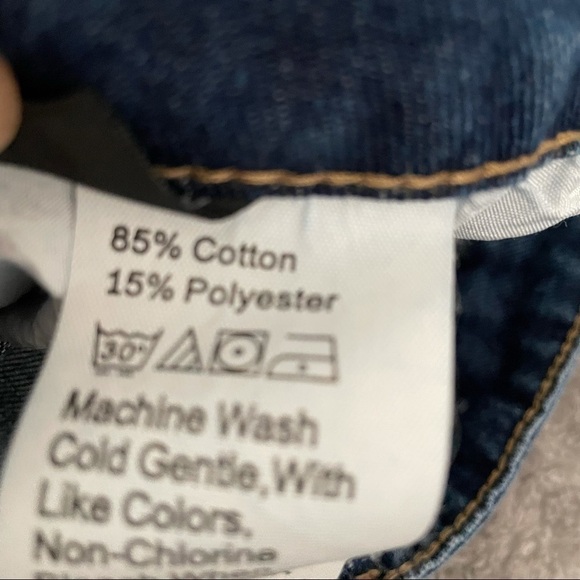 85% Cotton
15% Polyester
30°
Machine Wash
Cold Gentle, With
Like Colors.
Non-Chlorine